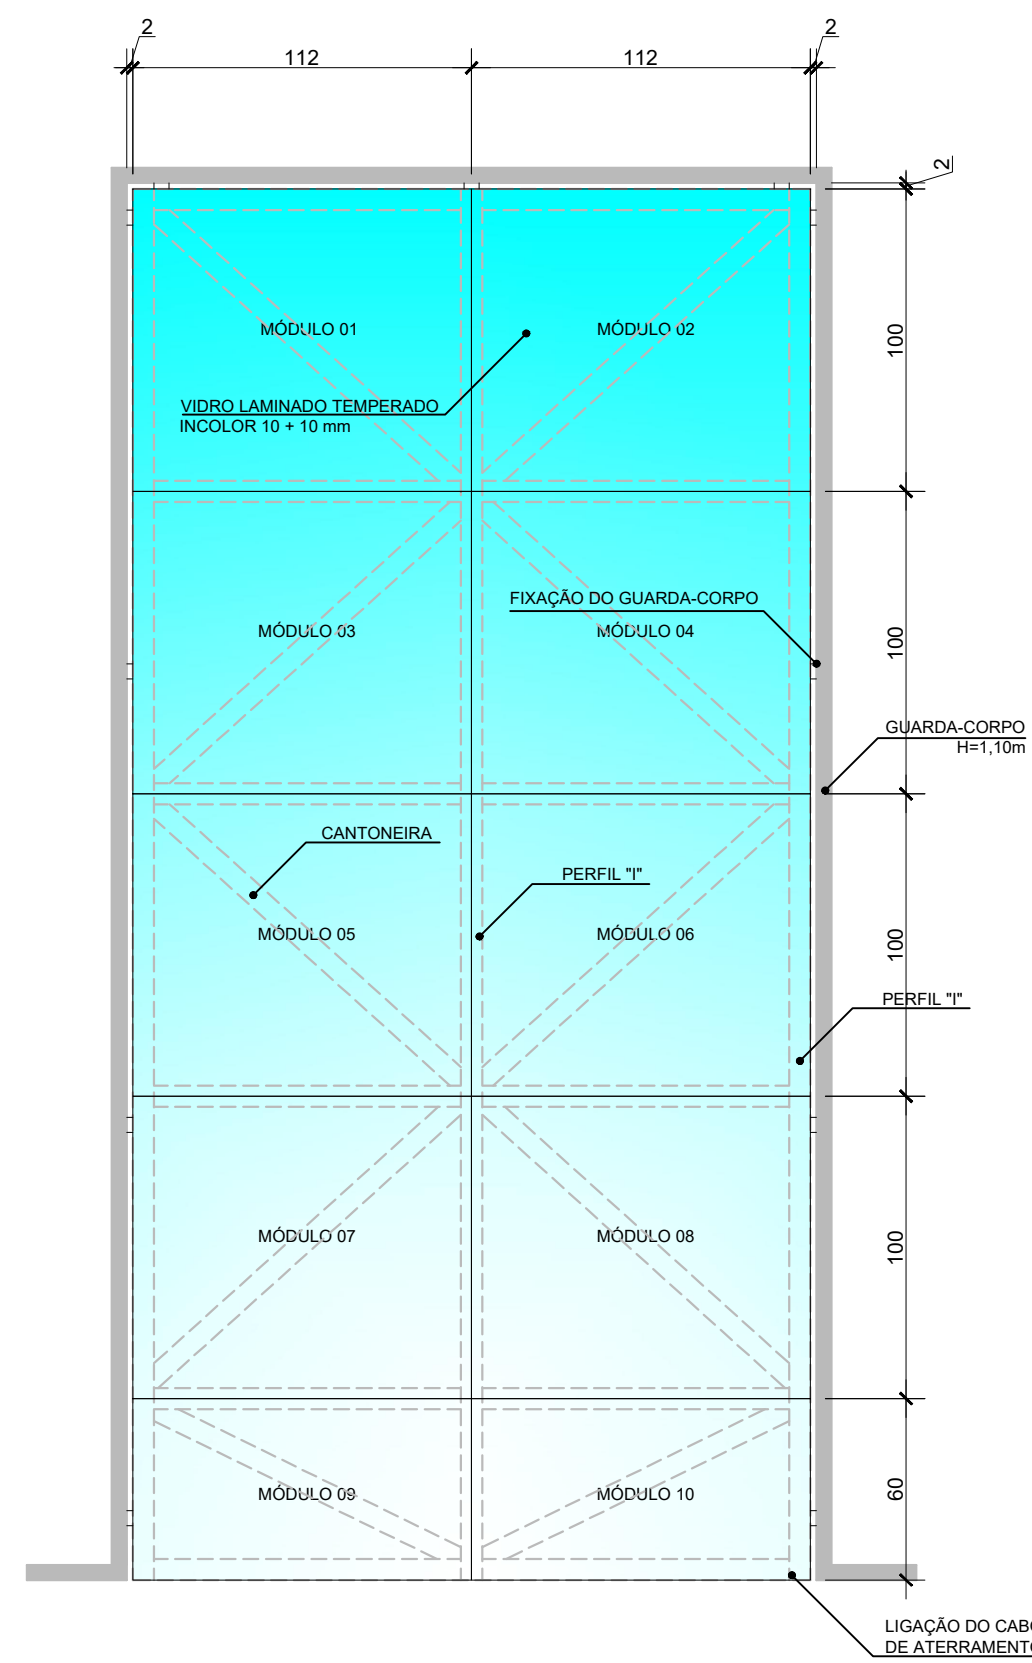 2
2
112
112
2
100
MÓDULO 01
MÓDULO 02
VIDRO LAMINADO TEMPERADO
INCOLOR 10 + 10 mm
FIXAÇÃO DO GUARDA-CORPO
MÓDULO 03
MÓDULO 04
100
GUARDA-CORPO
H=1,10m
CANTONEIRA
PERFIL "I"
MÓDULO 05
MÓDULO 06
100
PERFIL "I"
MÓDULO 07
MÓDULO 08
100
MÓDULO 09
MÓDULO 10
60
LIGAÇÃO DO CABO
DE ATERRAMENTO